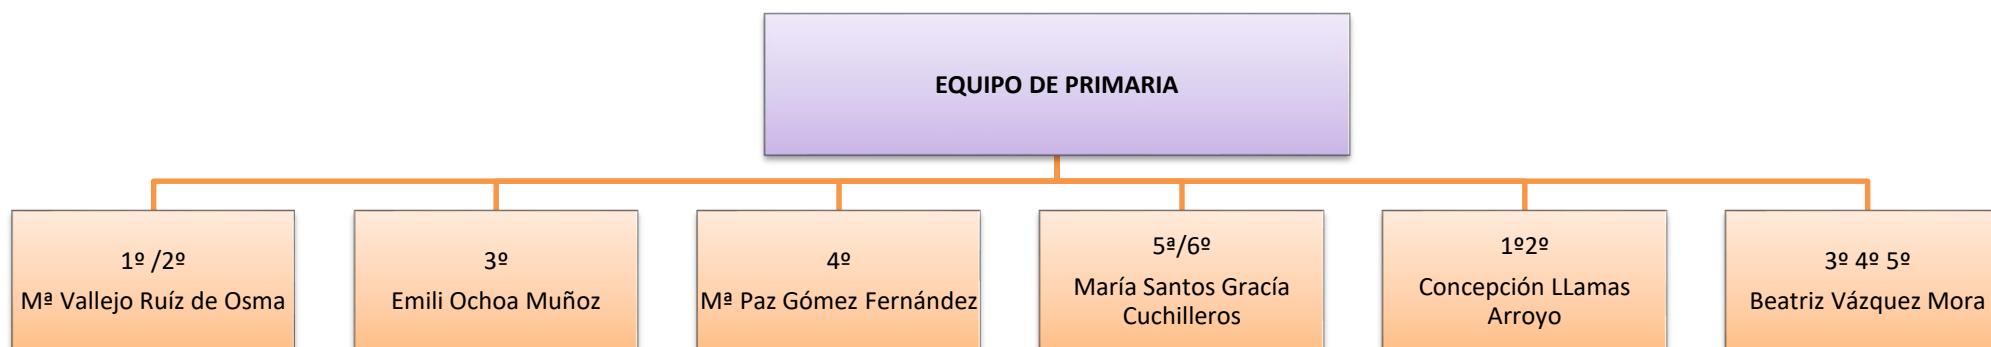 EQUIPO DE PRIMARIA
1º /2º
Mª Vallejo Ruíz de Osma
3º
Emili Ochoa Muñoz
4º
Mª Paz Gómez Fernández
5ª/6º
María Santos Gracía
Cuchilleros
1º2º
Concepción LLamas
Arroyo
3º 4º 5º
Beatriz Vázquez Mora